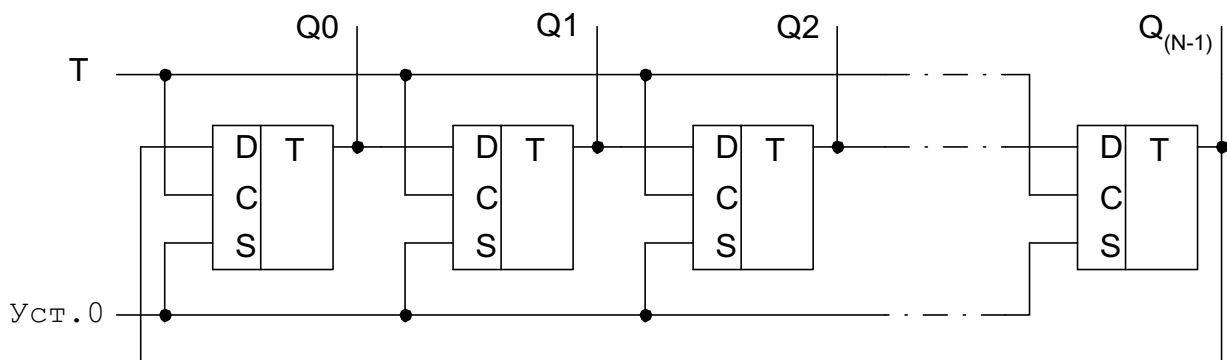 Q0 Q1 Q2 Q(N-1)
T
D T D T D T D T
C C C C
S S S S
Уст.0